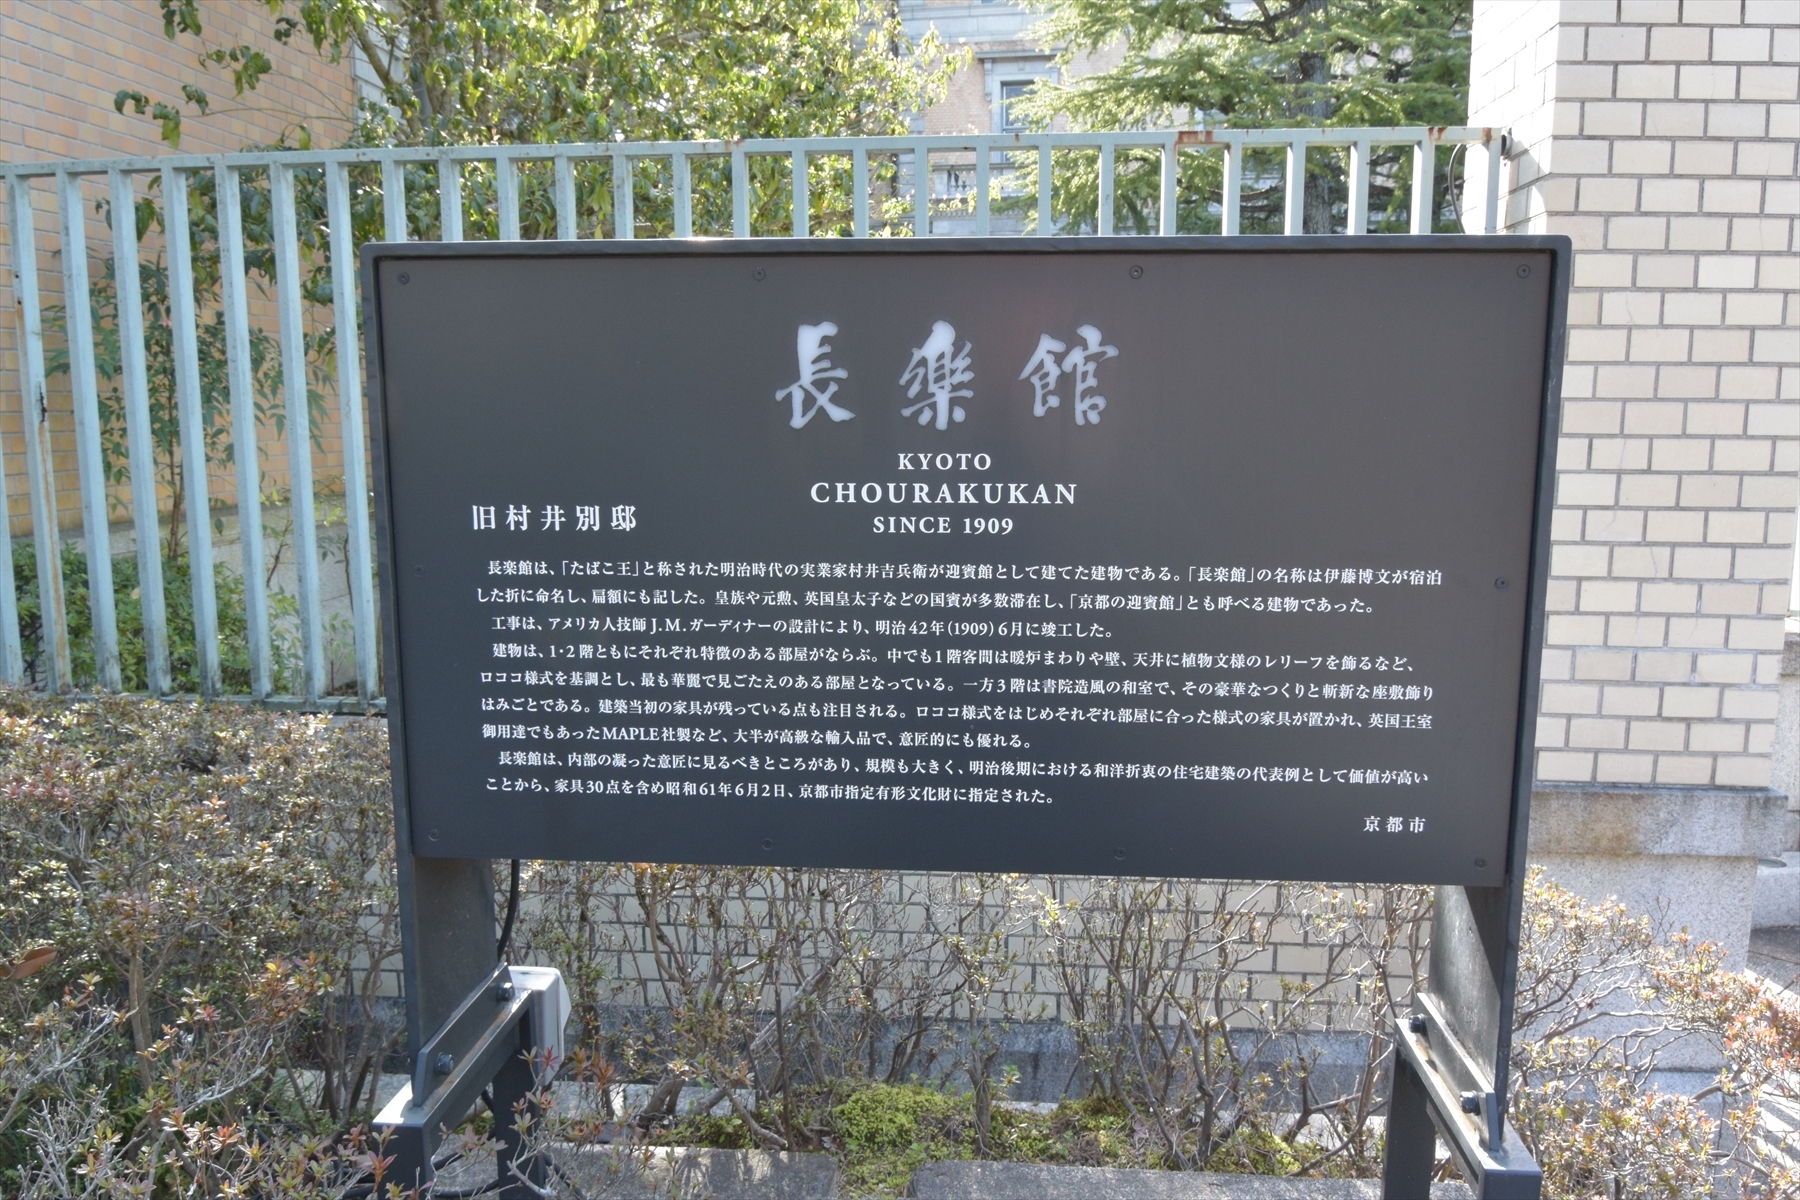 長樂館
KYOTO
CHOURAKUKAN
SINCE 1909
旧村井別邸
長楽館は、「たばこ王」と称された明治時代の実業家村井吉兵衛が迎賓館として建てた建物である。「長楽館」の名称は伊藤博文が宿泊
した折に命名し、扁額にも記した。皇族や元勲、英国皇太子などの国賓が多数滞在し、「京都の迎賓館」とも呼べる建物であった。
工事は、アメリカ人技師J.M.ガーディナーの設計により、明治42年(1909)6月に竣工した。
建物は、1・2階ともにそれぞれ特徴のある部屋がならぶ。中でも1階客間は暖炉まわりや壁、天井に植物文様のレリーフを飾るなど、
ロココ様式を基調とし、最も華麗で見ごたえのある部屋となっている。一方3階は書院造風の和室で、その豪華なつくりと斬新な座敷飾り
はみごとである。建築当初の家具が残っている点も注目される。ロココ様式をはじめそれぞれ部屋に合った様式の家具が置かれ、英国王室
御用達でもあったMAPLE社製など、大半が高級な輸入品で、意匠的にも優れる。
長楽館は、内部の凝った意匠に見るべきところがあり、規模も大きく、明治後期における和洋折衷の住宅建築の代表例として価値が高い
ことから、家具30点を含め昭和61年6月2日、京都市指定有形文化財に指定された。
京都市